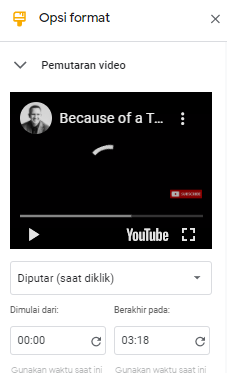 Opsi format
Pemutaran video
Because of a T...
SUBSCRIBE
YouTube
Diputar (saat diklik)
Dimulai dari: Berakhir pada:
00:00 03:18
Gunakan waktu saat ini Gunakan waktu saat ini